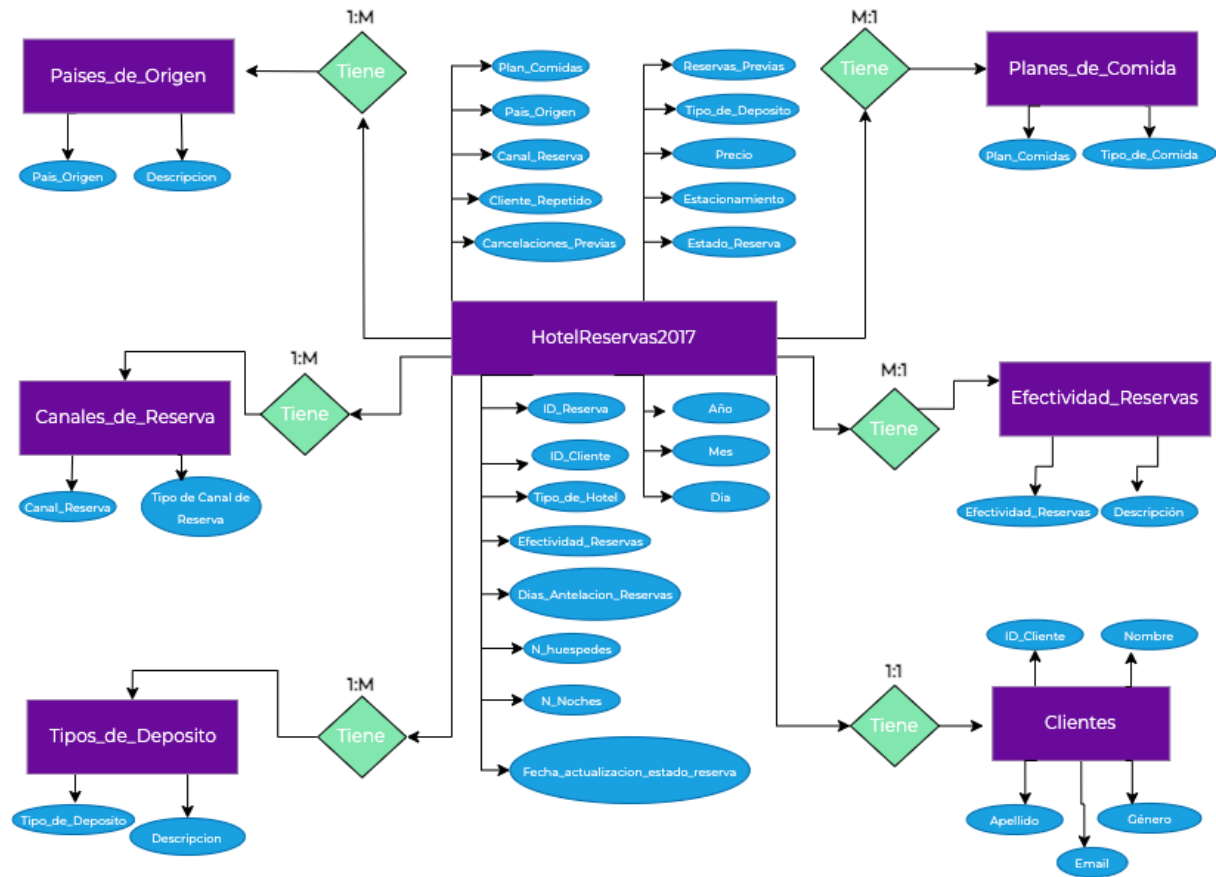 1:M
M:1
Paises_de_Origen
Tiene
Plan_Comidas
Reservas_Previas
Tiene
Planes_de_Comida
Pais_Origen
Tipo_de_Deposito
Canal_Reserva
Precio
Plan_Comidas
Tipo_de_Comida
Pais_Origen
Descripcion
Cliente_Repetido
Estacionamiento
Cancelaciones_Previas
Estado_Reserva
HotelReservas2017
1:M
M:1
Canales_de_Reserva
Tiene
ID_Reserva
Año
Tiene
Efectividad_Reservas
ID_Cliente
Mes
Canal_Reserva
Tipo de Canal de
Reserva
Tipo_de_Hotel
Dia
Efectividad_Reservas
Descripción
Efectividad_Reservas
Dias_Antelacion_Reservas
ID_Cliente
Nombre
N_huespedes
1:M
1:1
N_Noches
Tipos_de_Deposito
Tiene
Tiene
Clientes
Fecha_actualizacion_estado_reserva
Tipo_de_Deposito
Descripcion
Apellido
Género
Email